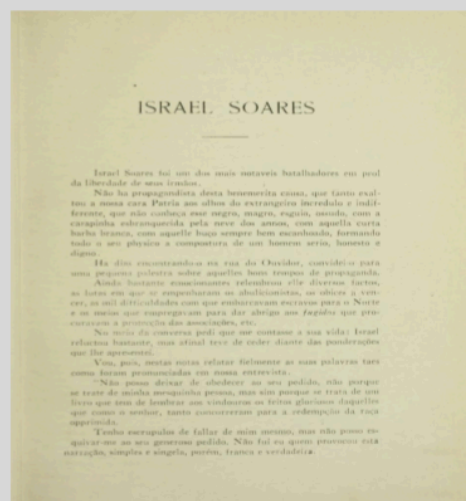 ISRAEL SOARES
Israel Soares foi um dos mais notaveis batalhadores em prol
da liberdade de seus irmãos.
Não ha propagandista desta benemerita causa, que tanto exal-
tou a nossa cara Patria aos olhos do extrangeiro incredulo e indif-
ferente, que não conheça esse negro, magro, esguio, ossudo, com a
carapinha esbranquecida pela neve dos annos, com aquella curta
barba branca, com aquelle buço sempre bem escanhoado, formando
todo o seu physico a compostura de um homem serio, honesto e
digno.
Ha dias encontrando-o na rua do Ouvidor, convidei-o para
uma pequena palestra sobre aquelles bons tempos de propaganda.
Ainda bastante emocionantes relembrou elle diversos factos,
as lutas em que se empenharam os abolicionistas, os obices a ven-
cer, as mil difficuldades com que embarcavam escravos para o Norte
e os meios que empregavam para dar abrigo aos fugidos que pro-
curavam a protecção das associações, etc.
No meio da conversa pedi que me contasse a sua vida: Israel
reluctou bastante, mas afinal teve de ceder diante das ponderações
que lhe apresentei.
Vou, pois, nestas notas relatar fielmente as suas palavras taes
como foram pronunciadas em nossa entrevista.
"Não posso deixar de obedecer ao seu pedido, não porque
se trate de minha mesquinha pessoa, mas sim porque se trata de um
livro que tem de lembrar aos vindouros os feitos gloriosos daquelles
que como o senhor, tanto concorreram para a redempção da raça
opprimida.
Tenho escrupulos de fallar de mim mesmo, mas não posso es-
quivar-me ao seu generoso pedido. Não fui eu quem procurou esta
narração, simples e singela, porém, franca e verdadeira.